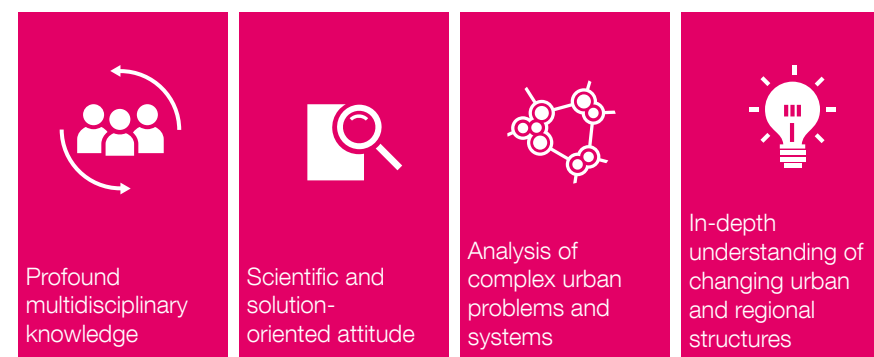 Profound
multidisciplinary
knowledge
Scientific and
solution-
oriented attitude
Analysis of
complex urban
problems and
systems
In-depth
understanding of
changing urban
and regional
structures